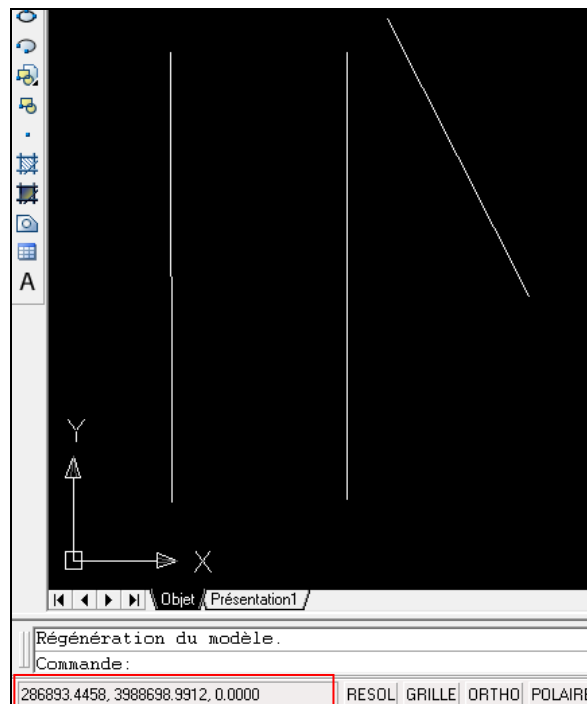 A
Y
X
Objet Présentation1
Régénération du modèle.
Commande:
286893.4458, 3988698.9912, 0.0000 RESOL GRILLE ORTHO POLAIRE